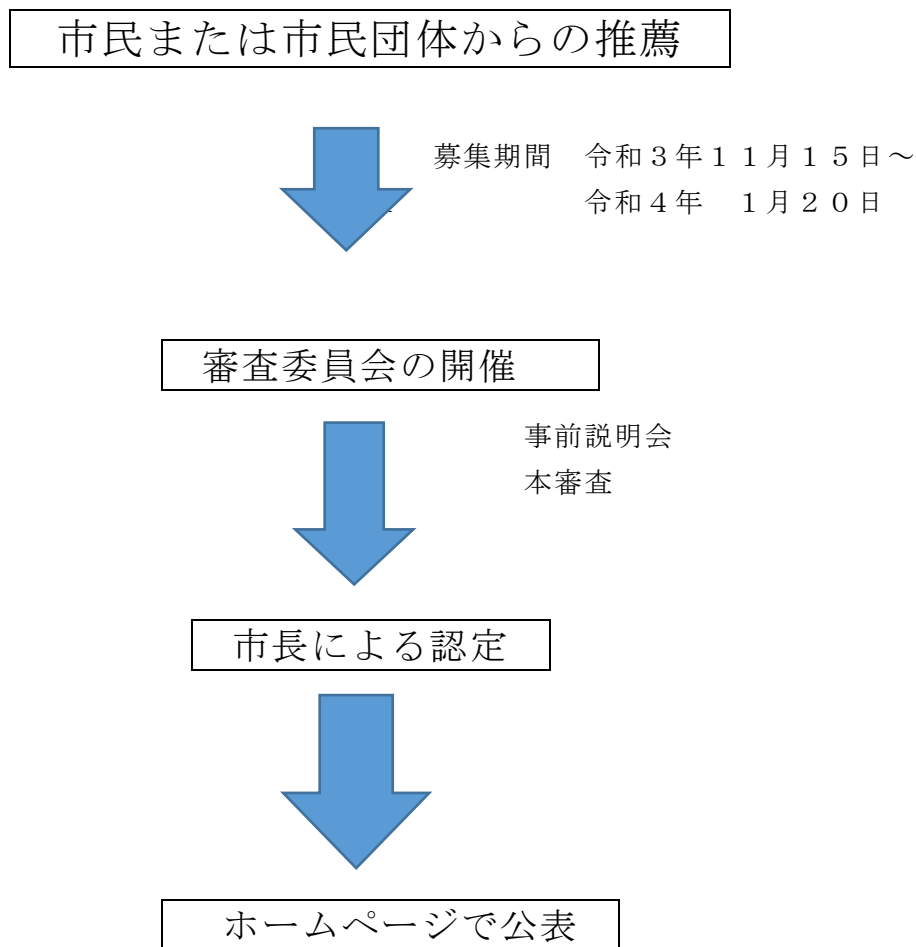 市民または市民団体からの推薦
募集期間　令和３年１１月１５日～
令和４年　１月２０日
審査委員会の開催
事前説明会
本審査
市長による認定
ホームページで公表